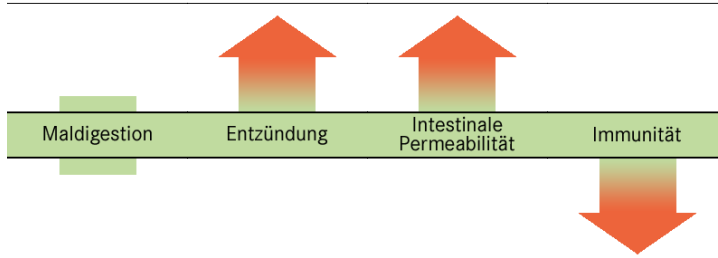 Maldigestion
Entzündung
Intestinale
Permeabilität
Immunität